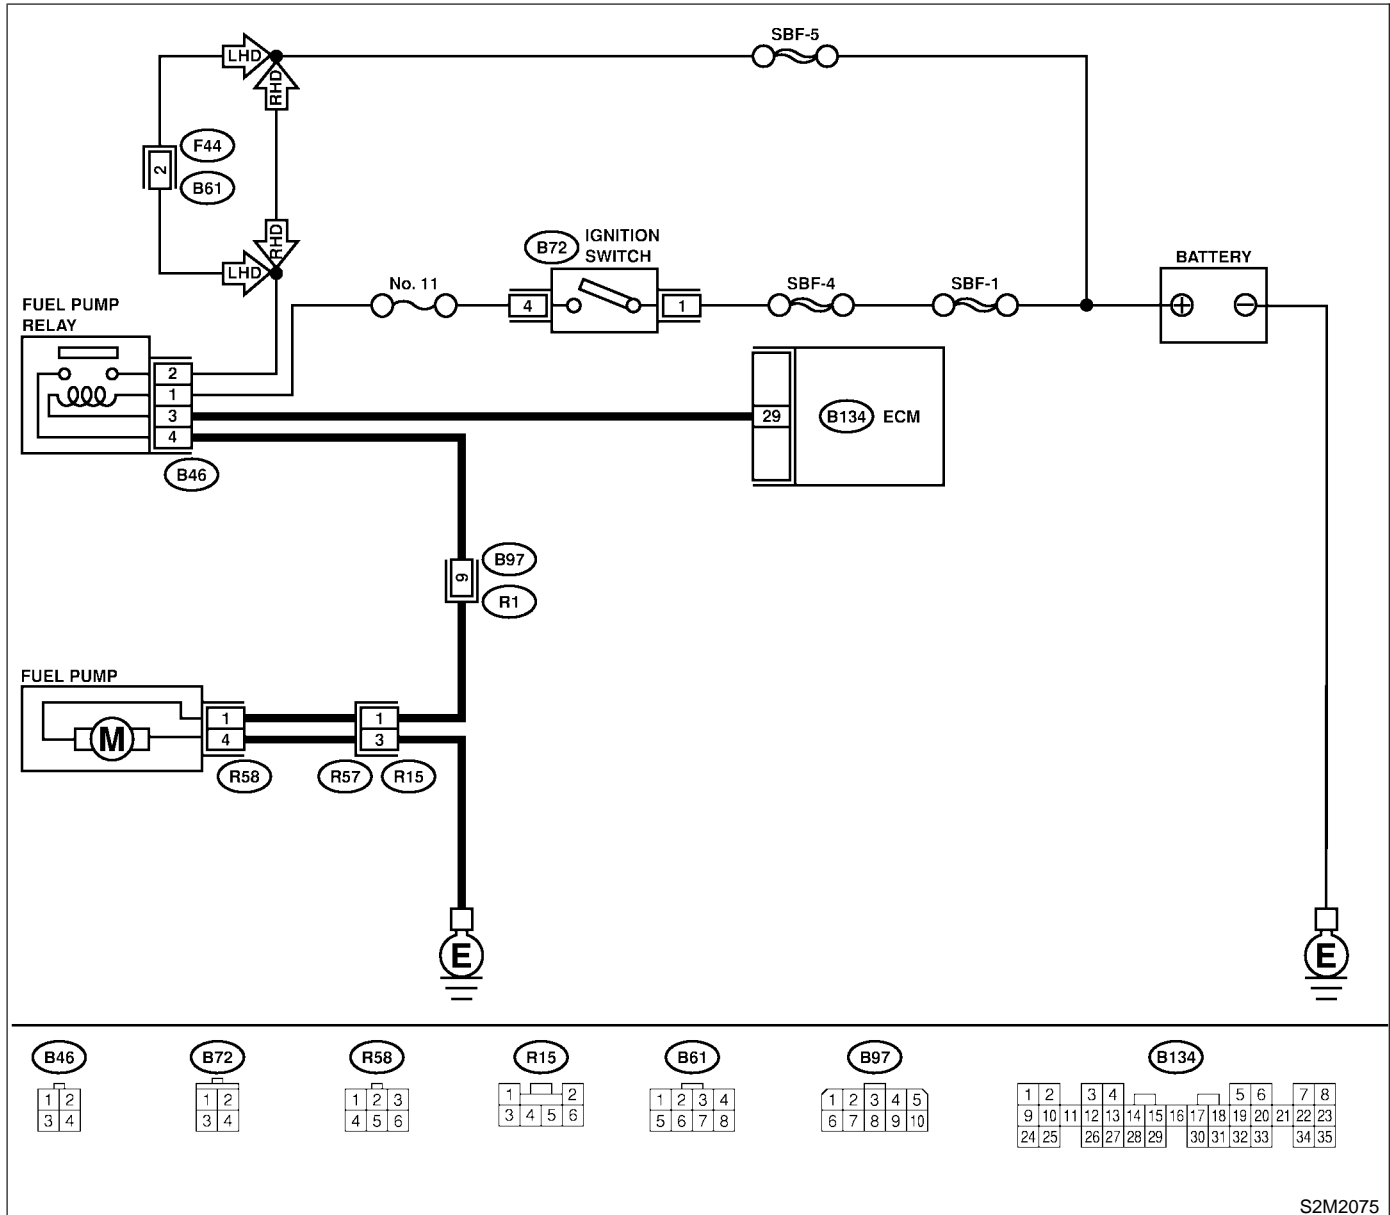 SBF-5
LHD
RHD
F44
2
B61
RHD
LHD
B72
IGNITION
SWITCH
BATTERY
No. 11
4
1
SBF-4
SBF-1
FUEL PUMP
RELAY
2
1
3
4
B46
29
B134 ECM
B97
9
R1
FUEL PUMP
M
1
4
1
3
R58
R57
R15
E
E
B46
B72
R58
R15
B61
B97
B134
1 2
3 4
1 2
3 4
1 2 3
4 5 6
1 2
3 4 5 6
1 2 3 4
5 6 7 8
1 2 3 4 5
6 7 8 9 10
1 2 3 4 5 6 7 8
9 10 11 12 13 14 15 16 17 18 19 20 21 22 23
24 25 26 27 28 29 30 31 32 33 34 35
S2M2075